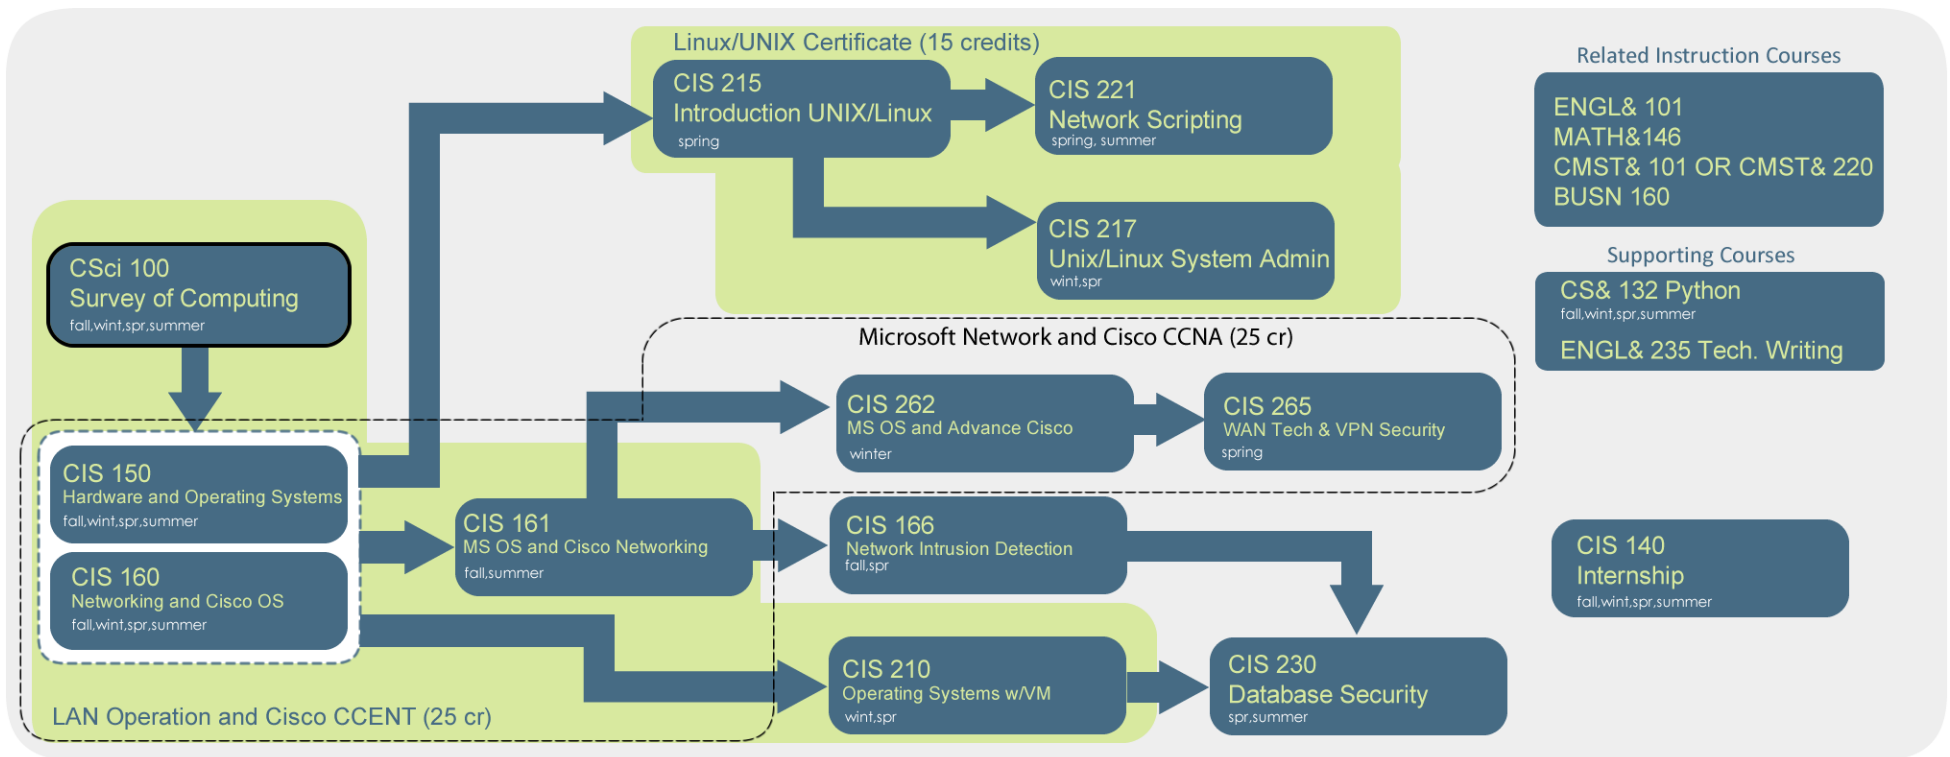 Linux/UNIX Certificate (15 credits)
CIS 215
Introduction UNIX/Linux
spring
CIS 221
Network Scripting
spring, summer
CIS 217
Unix/Linux System Admin
wint,spr
Related Instruction Courses
ENGL& 101
MATH&146
CMST& 101 OR CMST& 220
BUSN 160
Supporting Courses
CS& 132 Python
fall,wint,spr,summer
ENGL& 235 Tech. Writing
CSci 100
Survey of Computing
fall,wint,spr,summer
Microsoft Network and Cisco CCNA (25 cr)
CIS 262
MS OS and Advance Cisco
winter
CIS 265
WAN Tech & VPN Security
spring
CIS 150
Hardware and Operating Systems
fall,wint,spr,summer
CIS 160
Networking and Cisco OS
fall,wint,spr,summer
CIS 161
MS OS and Cisco Networking
fall,summer
CIS 166
Network Intrusion Detection
fall,spr
CIS 140
Internship
fall,wint,spr,summer
CIS 210
Operating Systems w/VM
wint,spr
CIS 230
Database Security
spr,summer
LAN Operation and Cisco CCENT (25 cr)